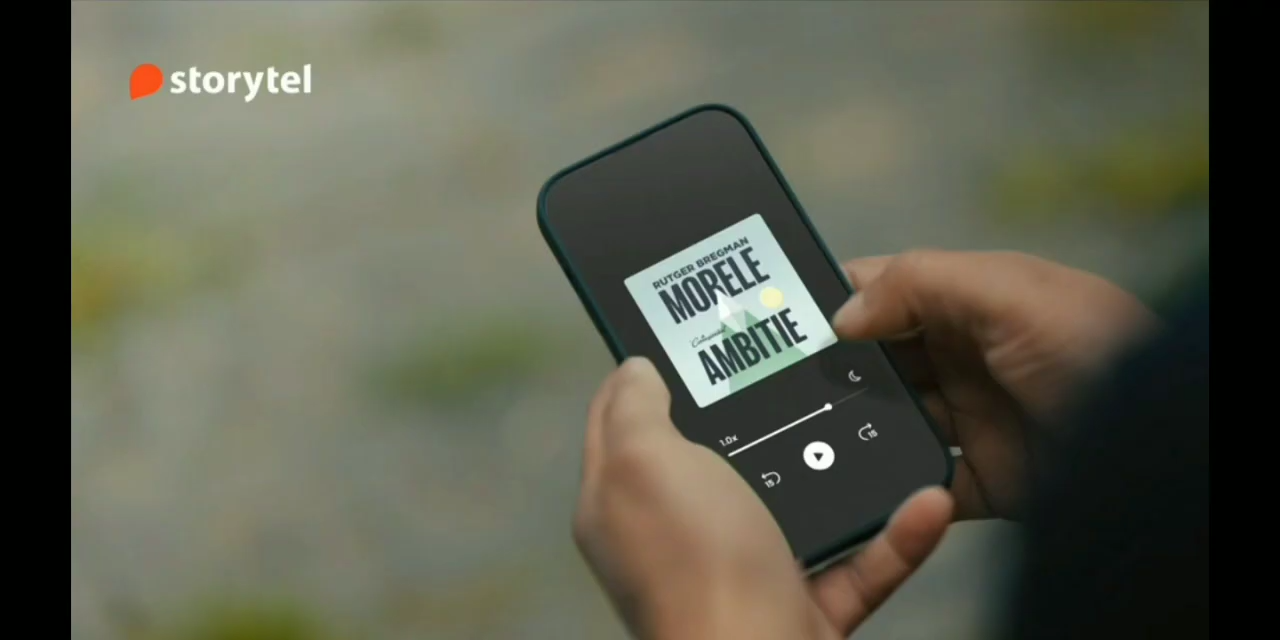 storytel
RUTGER BREGMAN
MORELE
AMBITIE
1.0x
15
15